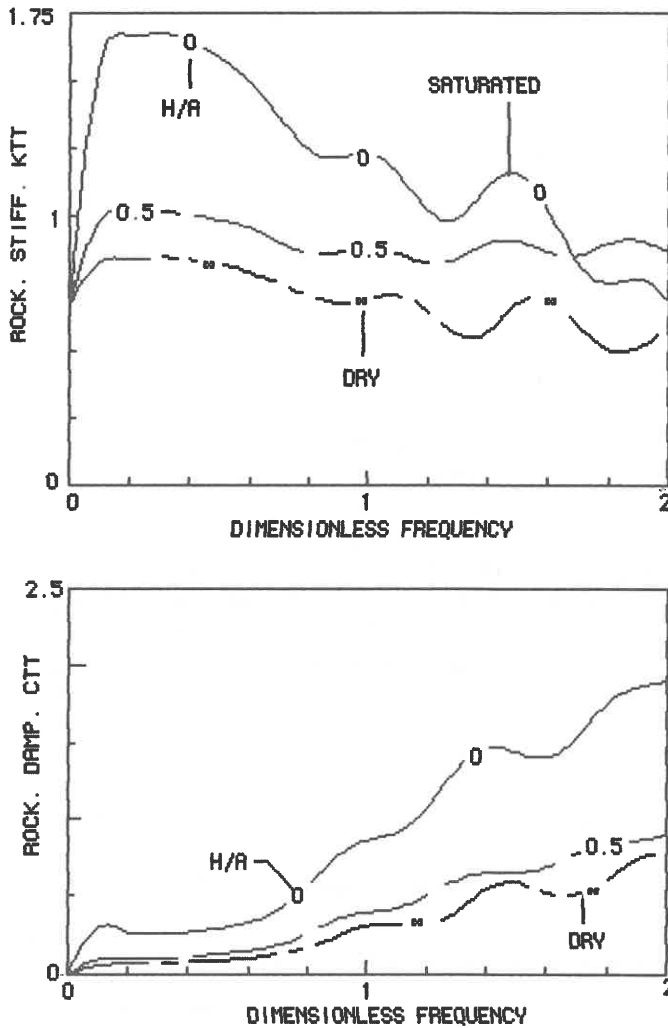 1.75
0
SATURATED
H/A
0
ROCK. STIFF. KTT
1
0.5
0.5
∞
∞
∞
DRY
0
0
1
2
DIMENSIONLESS FREQUENCY
2.5
ROCK. DAMP. CTT
0
H/A
0
0.5
∞
∞
DRY
0
0
1
2
DIMENSIONLESS FREQUENCY